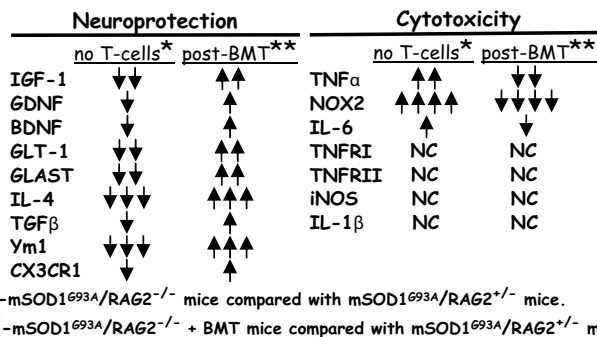 Neuroprotection Cytotoxicity
no T-cells* post-BMT** no T-cells* post-BMT**
IGF-1 ↓↓ ↑↑ TNFα ↑↑ ↓↓
GDNF ↓ ↑ NOX2 ↑↑↑↑ ↓↓↓↓
BDNF ↓ ↑ IL-6 ↑ ↓
GLT-1 ↓↓ ↑↑ TNFRI NC NC
GLAST ↓↓ ↑↑ TNFRII NC NC
IL-4 ↓↓↓ ↑↑↑ iNOS NC NC
TGFβ ↓ ↑ IL-1β NC NC
Ym1 ↓↓↓ ↑↑↑
CX3CR1 ↓ ↑
-mSOD1G93A/RAG2-/- mice compared with mSOD1G93A/RAG2+/- mice.
-mSOD1G93A/RAG2-/- + BMT mice compared with mSOD1G93A/RAG2+/- m